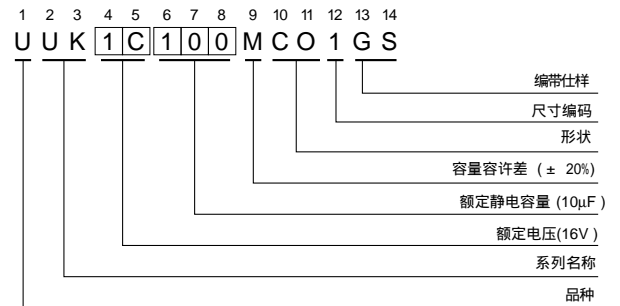 1 2 3 4 5 6 7 8 9 10 11 12 13 14
U U K 1 C 1 0 0 M C O 1 G S
编带仕样
尺寸编码
形状
容量容许差 (± 20%)
额定静电容量 (10μF )
额定电压(16V )
系列名称
品种